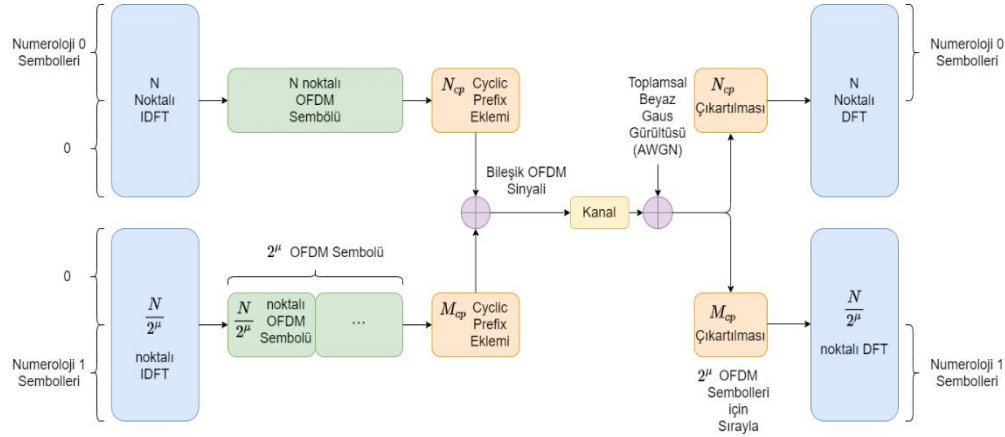 Numeroloji 0
Sembolleri
0
N
Noktalı
IDFT
N noktalı
OFDM
Sembölü
N_cp Cyclic
Prefix
Eklemi
Bileşik OFDM
Sinyali
Kanal
Toplamsal
Beyaz
Gaus
Gürültüsü
(AWGN)
N_cp
Çıkartılması
N
Noktalı
DFT
Numeroloji 0
Sembolleri
0
Numeroloji 1
Sembolleri
N
2^μ
noktalı
IDFT
2^μ OFDM Sembolü
N
2^μ
noktalı
OFDM
Sembolü
...
M_cp Cyclic
Prefix
Eklemi
M_cp
Çıkartılması
2^μ OFDM
Sembolleri
için
Sırayla
N
2^μ
noktalı DFT
Numeroloji 1
Sembolleri